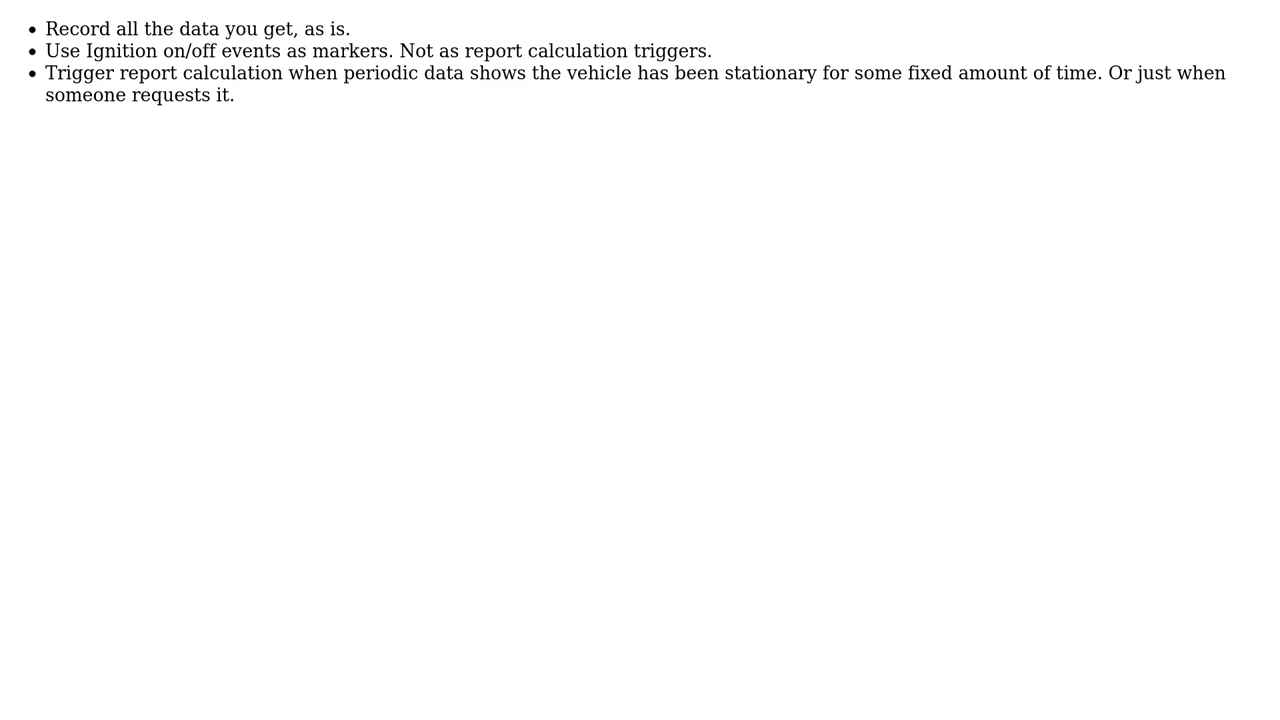 • Record all the data you get, as is.
• Use Ignition on/off events as markers. Not as report calculation triggers.
• Trigger report calculation when periodic data shows the vehicle has been stationary for some fixed amount of time. Or just when
someone requests it.